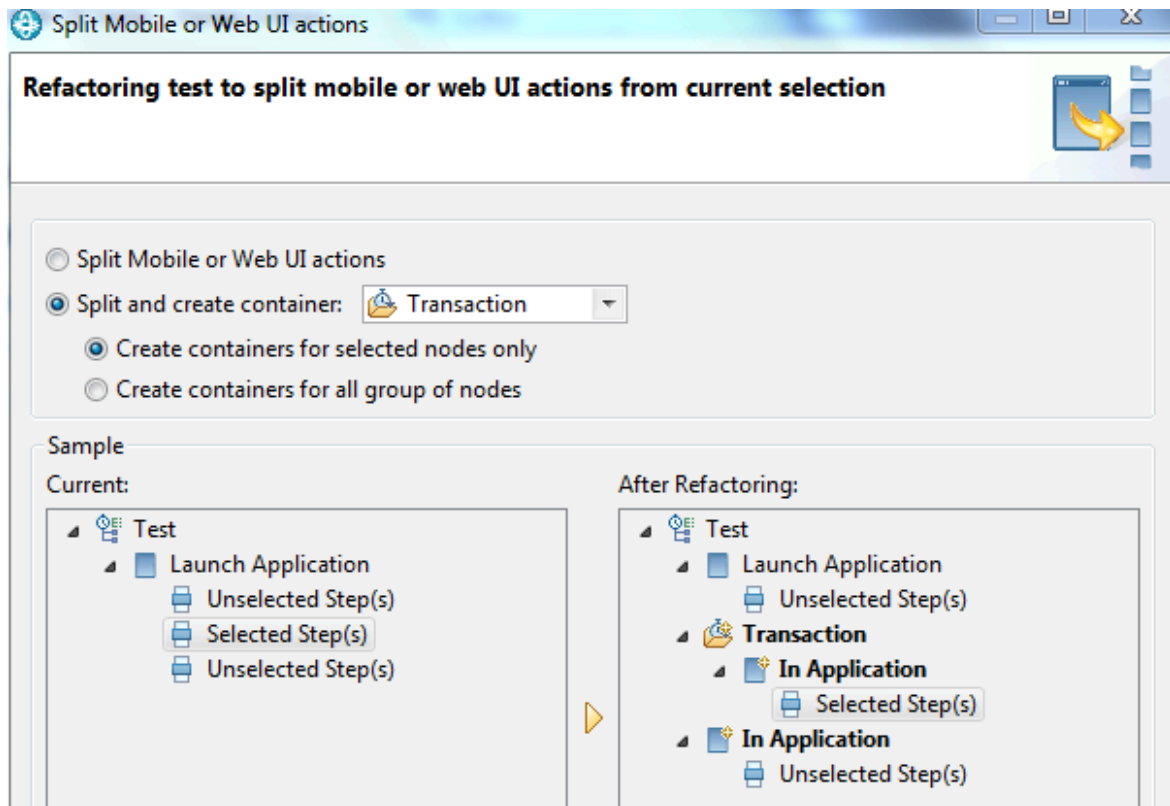 Split Mobile or Web UI actions
Refactoring test to split mobile or web UI actions from current selection
Split Mobile or Web UI actions
Split and create container: Transaction
Create containers for selected nodes only
Create containers for all group of nodes
Sample
Current:
Test
Launch Application
Unselected Step(s)
Selected Step(s)
Unselected Step(s)
After Refactoring:
Test
Launch Application
Unselected Step(s)
Transaction
In Application
Selected Step(s)
In Application
Unselected Step(s)